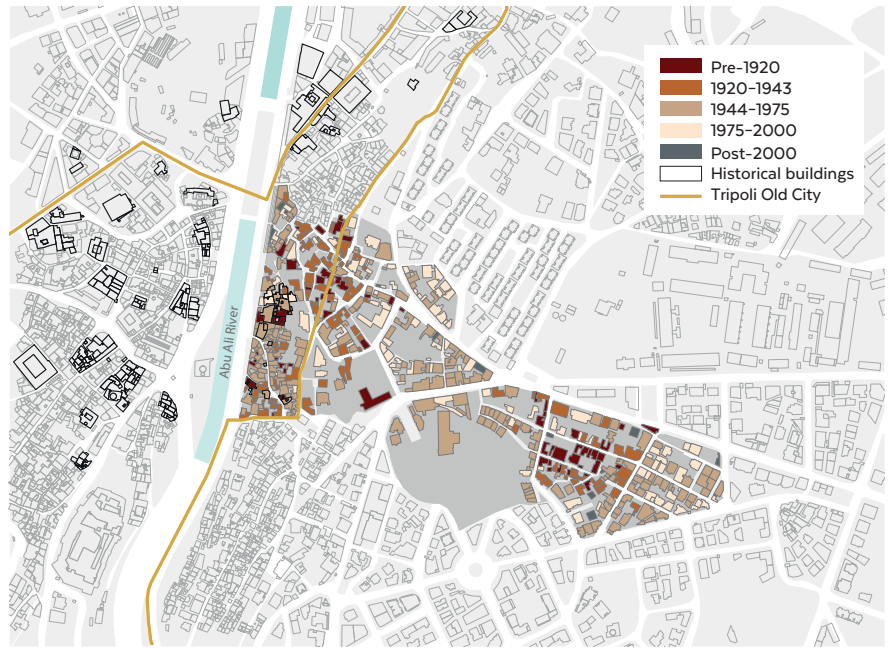 Pre-1920
1920–1943
1944–1975
1975–2000
Post-2000
Historical buildings
Tripoli Old City
Abu Ali River